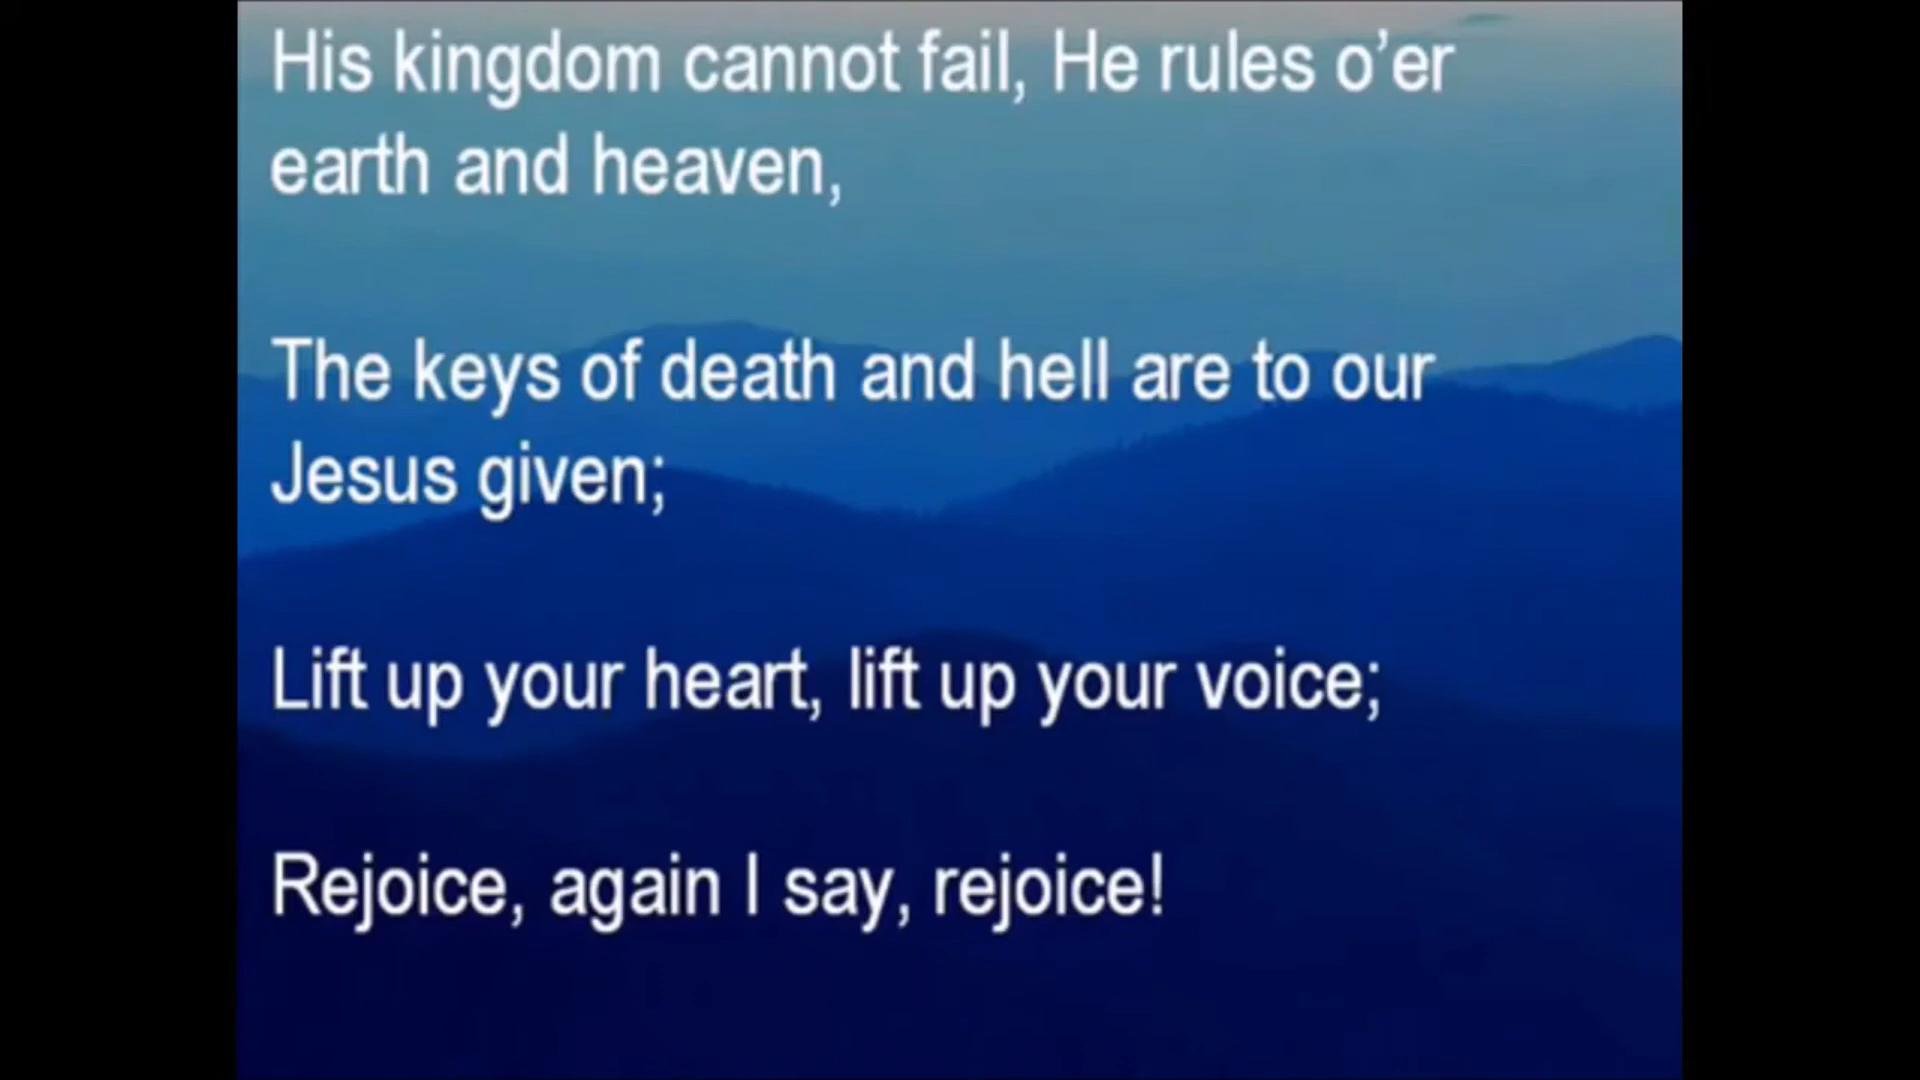 His kingdom cannot fail, He rules o’er
earth and heaven,
The keys of death and hell are to our
Jesus given;
Lift up your heart, lift up your voice;
Rejoice, again I say, rejoice!